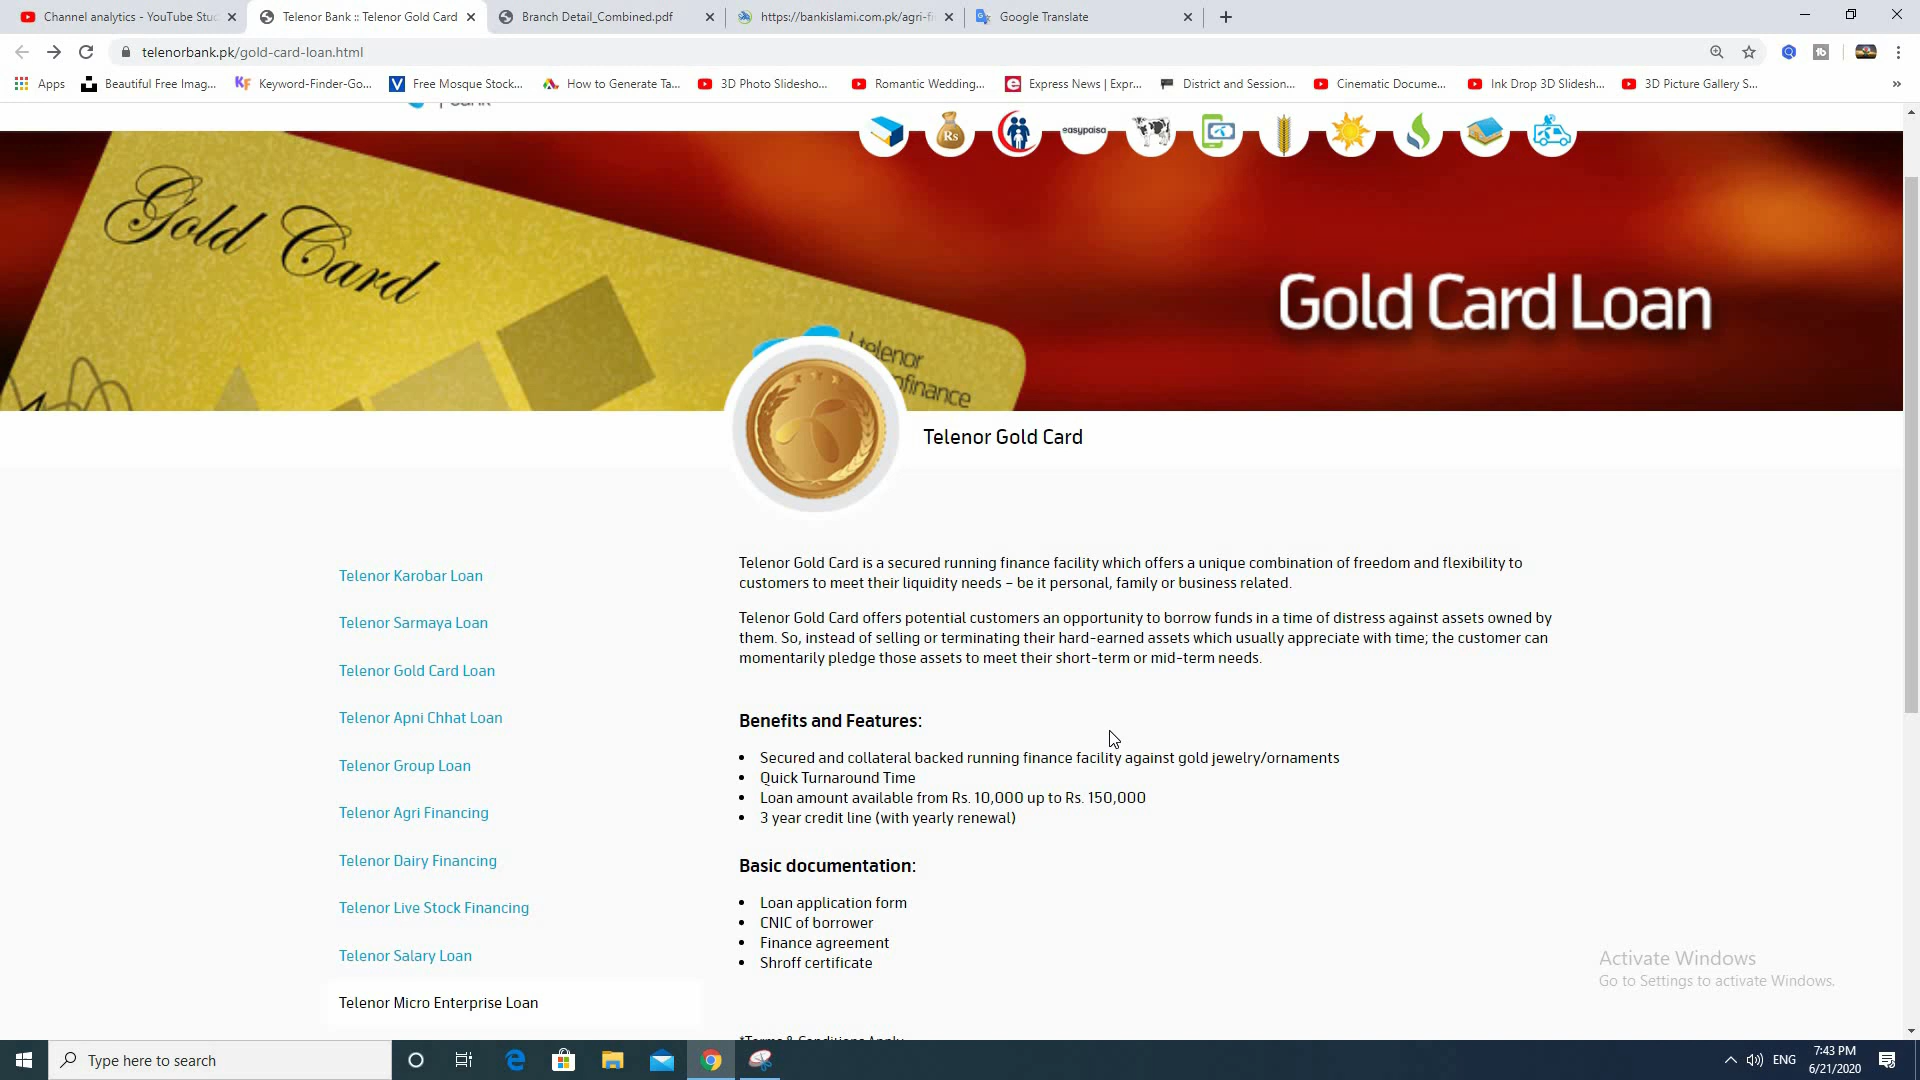 Channel analytics - YouTube Stud
Telenor Bank :: Telenor Gold Card
Branch Detail_Combined.pdf
https://bankislami.com.pk/agri-fi
Google Translate
telenorbank.pk/gold-card-loan.html
Apps
Beautiful Free Imag...
Keyword-Finder-Go...
Free Mosque Stock...
How to Generate Ta...
3D Photo Slidesho...
Romantic Wedding...
Express News | Expr...
District and Session...
Cinematic Docume...
Ink Drop 3D Slidesh...
3D Picture Gallery S...
Rs
easypaisa
Gold Card
telenor
ofinance
Gold Card Loan
Telenor Gold Card
Telenor Karobar Loan
Telenor Sarmaya Loan
Telenor Gold Card Loan
Telenor Apni Chhat Loan
Telenor Group Loan
Telenor Agri Financing
Telenor Dairy Financing
Telenor Live Stock Financing
Telenor Salary Loan
Telenor Micro Enterprise Loan
Telenor Gold Card is a secured running finance facility which offers a unique combination of freedom and flexibility to
customers to meet their liquidity needs – be it personal, family or business related.
Telenor Gold Card offers potential customers an opportunity to borrow funds in a time of distress against assets owned by
them. So, instead of selling or terminating their hard-earned assets which usually appreciate with time; the customer can
momentarily pledge those assets to meet their short-term or mid-term needs.
Benefits and Features:
• Secured and collateral backed running finance facility against gold jewelry/ornaments
• Quick Turnaround Time
• Loan amount available from Rs. 10,000 up to Rs. 150,000
• 3 year credit line (with yearly renewal)
Basic documentation:
• Loan application form
• CNIC of borrower
• Finance agreement
• Shroff certificate
*Terms & Conditions Apply
Activate Windows
Go to Settings to activate Windows.
Type here to search
ENG
7:43 PM
6/21/2020